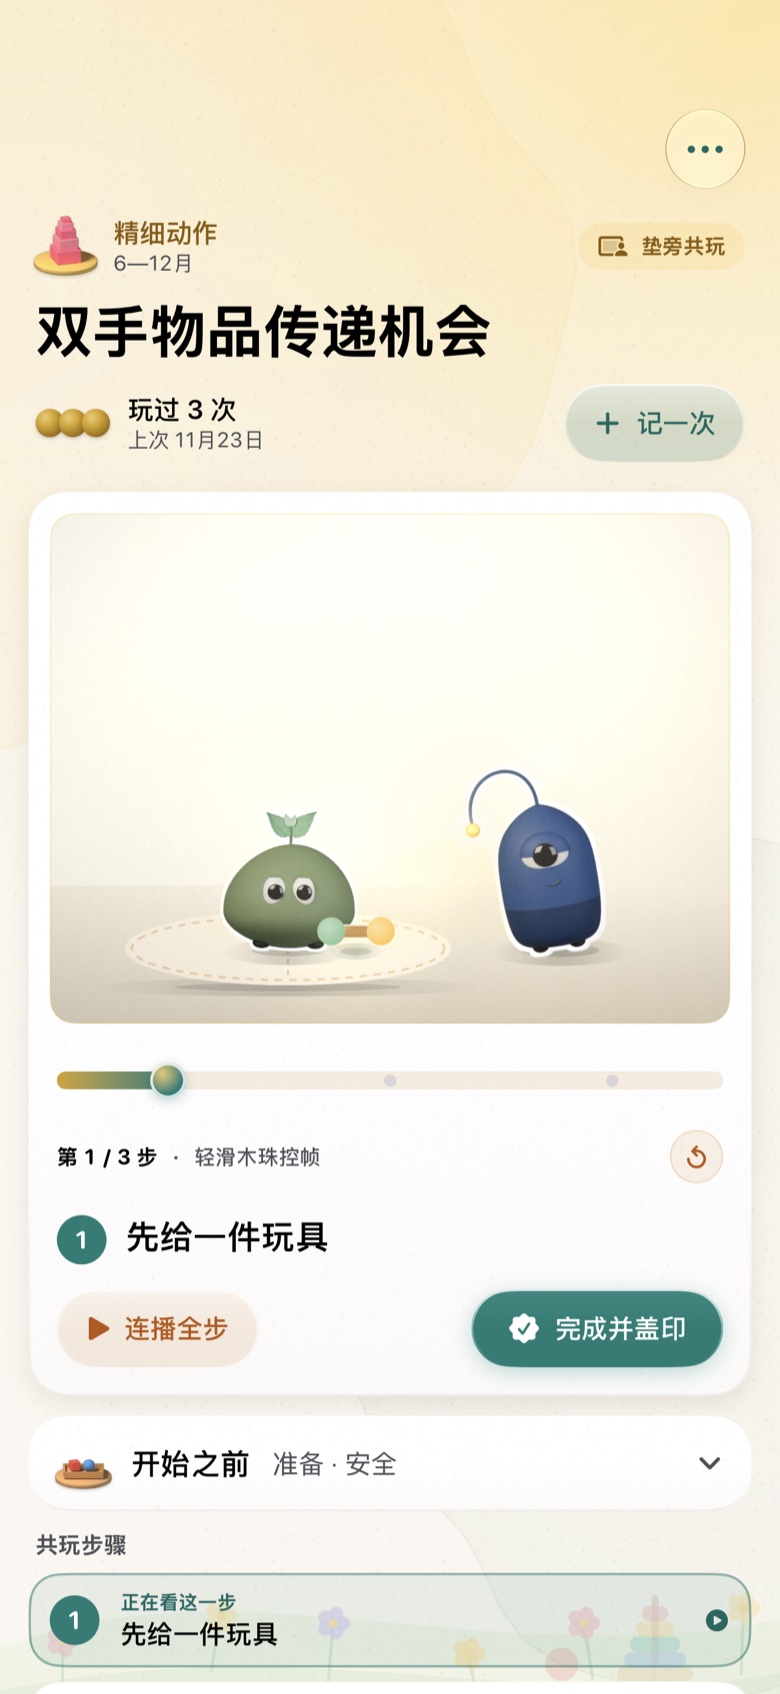 精细动作
6—12月
垫旁共玩
双手物品传递机会
玩过 3 次
上次 11月23日
记一次
第 1 / 3 步 · 轻滑木珠控帧
1 先给一件玩具
连播全步
完成并盖印
开始之前 准备 · 安全
共玩步骤
正在看这一步
1 先给一件玩具